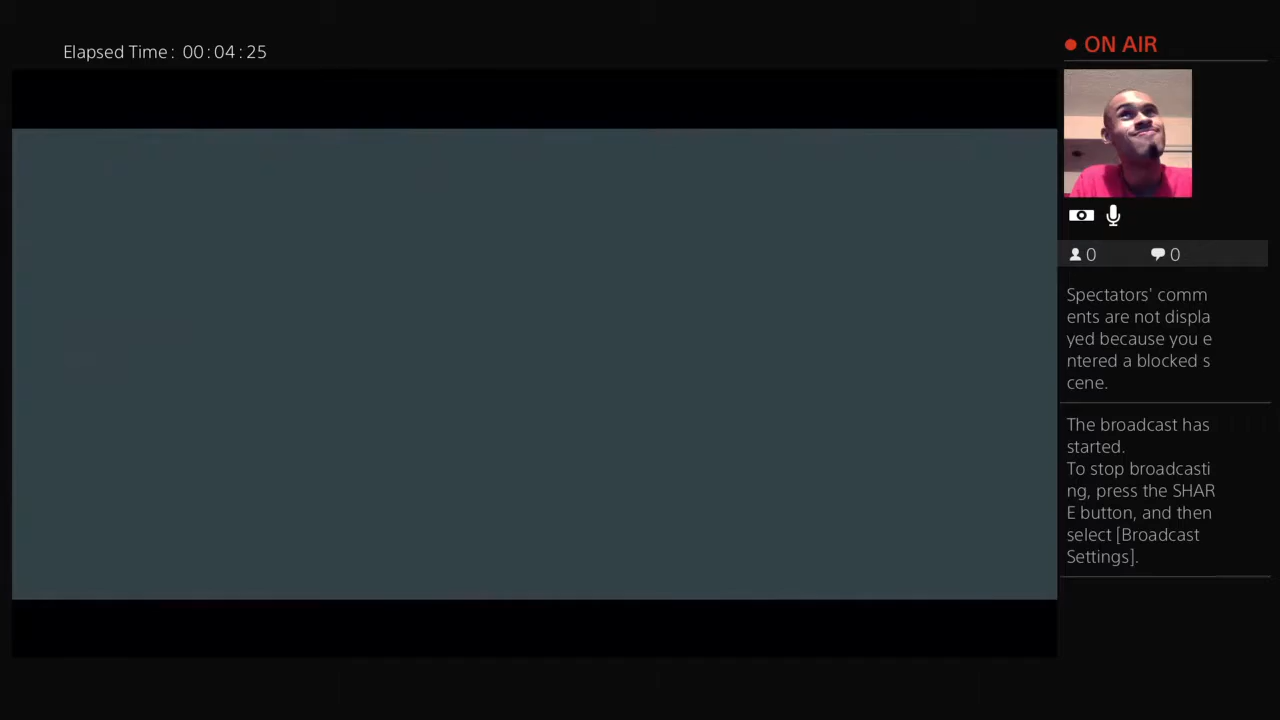 Elapsed Time: 00:04:25
ON AIR
0 0
Spectators' comm
ents are not displa
yed because you e
ntered a blocked s
cene.
The broadcast has
started.
To stop broadcasti
ng, press the SHAR
E button, and then
select [Broadcast
Settings].